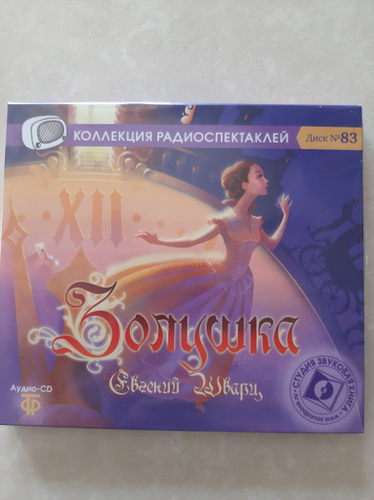 КОЛЛЕКЦИЯ РАДИОСПЕКТАКЛЕЙ
Диск №83
XII
Золушка
Евгений Шварц
Аудио-CD
СТУДИЯ ЗВУКОВАЯ КНИГА